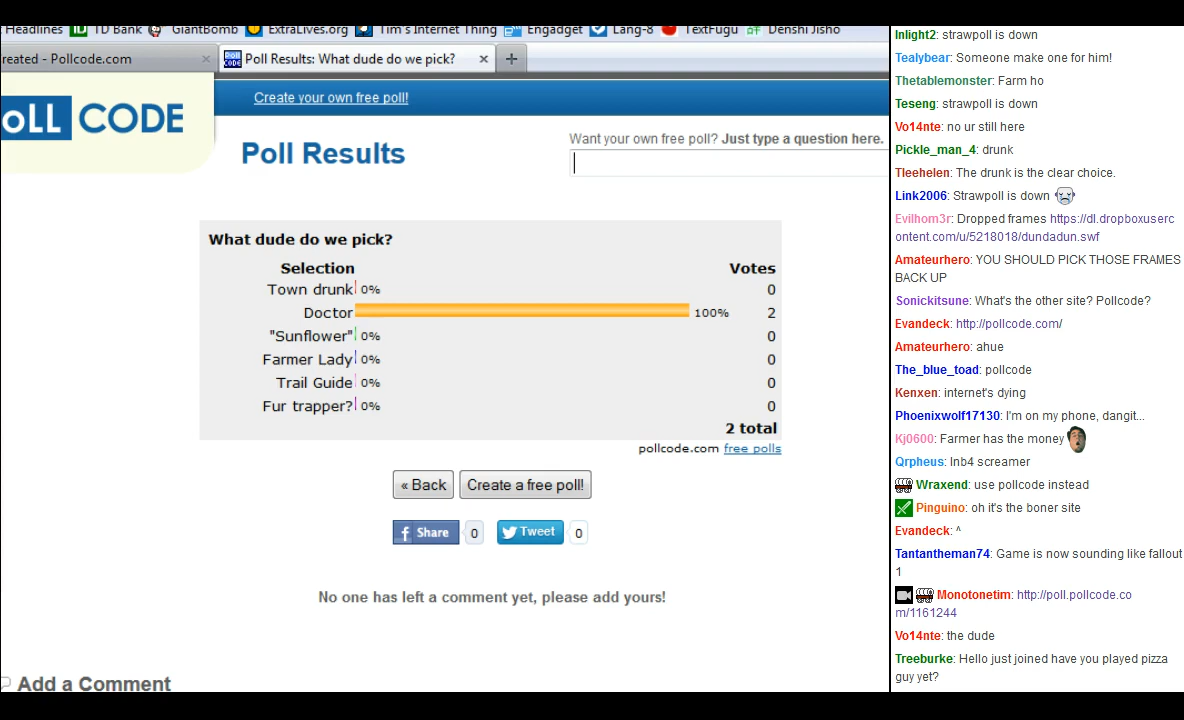 Headlines TD Bank GiantBomb ExtraLives.org Tim's Internet Thing Engadget Lang-8 TextFugu Denshi Jisho
reated - Pollcode.com × Poll Results: What dude do we pick? × +
oLL CODE
Create your own free poll!
Poll Results
Want your own free poll? Just type a question here.
What dude do we pick?
Selection Votes
Town drunk 0% 0
Doctor 100% 2
"Sunflower" 0% 0
Farmer Lady 0% 0
Trail Guide 0% 0
Fur trapper? 0% 0
2 total
pollcode.com free polls
« Back Create a free poll!
Share 0 Tweet 0
No one has left a comment yet, please add yours!
Add a Comment
Inlight2: strawpoll is down
Tealybear: Someone make one for him!
Thetablemonster: Farm ho
Teseng: strawpoll is down
Vo14nte: no ur still here
Pickle_man_4: drunk
Tleehelen: The drunk is the clear choice.
Link2006: Strawpoll is down
Evilhom3r: Dropped frames https://dl.dropboxuserc
ontent.com/u/5218018/dundadun.swf
Amateurhero: YOU SHOULD PICK THOSE FRAMES
BACK UP
Sonickitsune: What's the other site? Pollcode?
Evandeck: http://pollcode.com/
Amateurhero: ahue
The_blue_toad: pollcode
Kenxen: internet's dying
Phoenixwolf17130: I'm on my phone, dangit...
Kj0600: Farmer has the money
Qrpheus: Inb4 screamer
Wraxend: use pollcode instead
Pinguino: oh it's the boner site
Evandeck: ^
Tantantheman74: Game is now sounding like fallout
1
Monotonetim: http://poll.pollcode.co
m/1161244
Vo14nte: the dude
Treeburke: Hello just joined have you played pizza
guy yet?